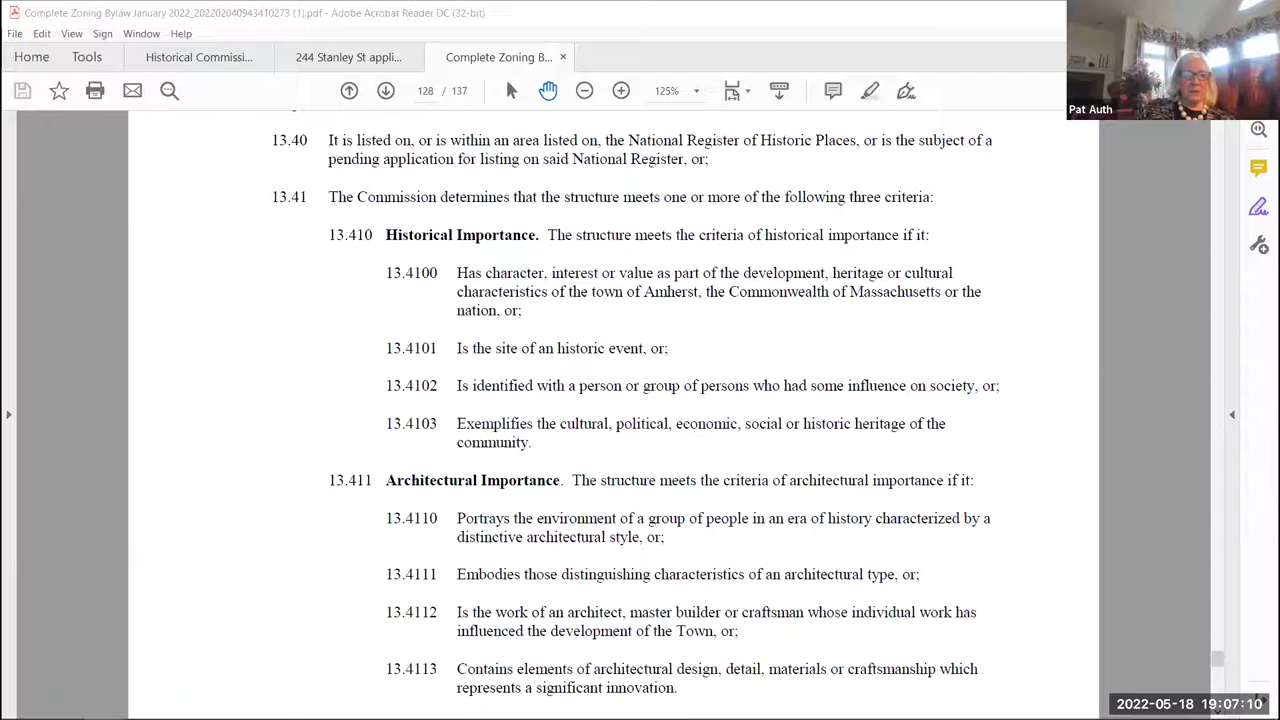 Complete Zoning Bylaw January 2022_202202040943410273 (1).pdf - Adobe Acrobat Reader DC (32-bit)
File Edit View Sign Window Help
Home Tools Historical Commissi... 244 Stanley St appli... Complete Zoning B... ×
128 / 137 125%
Pat Auth
13.40 It is listed on, or is within an area listed on, the National Register of Historic Places, or is the subject of a
pending application for listing on said National Register, or;
13.41 The Commission determines that the structure meets one or more of the following three criteria:
13.410 Historical Importance. The structure meets the criteria of historical importance if it:
13.4100 Has character, interest or value as part of the development, heritage or cultural
characteristics of the town of Amherst, the Commonwealth of Massachusetts or the
nation, or;
13.4101 Is the site of an historic event, or;
13.4102 Is identified with a person or group of persons who had some influence on society, or;
13.4103 Exemplifies the cultural, political, economic, social or historic heritage of the
community.
13.411 Architectural Importance. The structure meets the criteria of architectural importance if it:
13.4110 Portrays the environment of a group of people in an era of history characterized by a
distinctive architectural style, or;
13.4111 Embodies those distinguishing characteristics of an architectural type, or;
13.4112 Is the work of an architect, master builder or craftsman whose individual work has
influenced the development of the Town, or;
13.4113 Contains elements of architectural design, detail, materials or craftsmanship which
represents a significant innovation.
2022-05-18 19:07:10